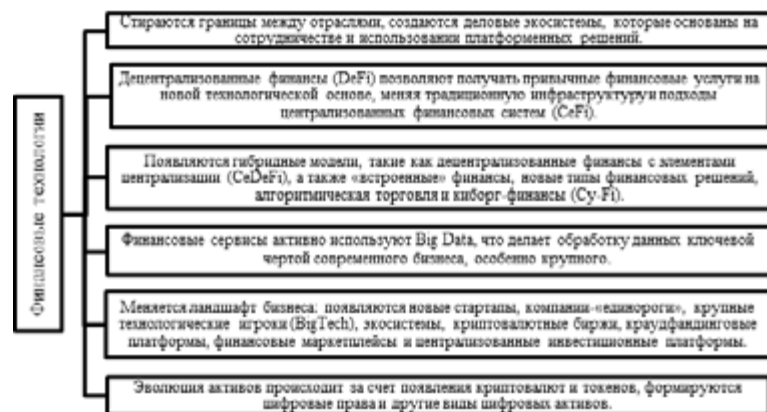 Финансовые технологии
Стираются границы между отраслями, создаются деловые экосистемы, которые основаны на
сотрудничестве и использовании платформенных решений.
Децентрализованные финансы (DeFi) позволяют получать привычные финансовые услуги на
новой технологической основе, меняя традиционную инфраструктуру и подходы
централизованных финансовых систем (CeFi).
Появляются гибридные модели, такие как децентрализованные финансы с элементами
централизации (CeDeFi), а также «встроенные» финансы, новые типы финансовых решений,
алгоритмическая торговля и киборг-финансы (Cy-Fi).
Финансовые сервисы активно используют Big Data, что делает обработку данных ключевой
чертой современного бизнеса, особенно крупного.
Меняется ландшафт бизнеса: появляются новые стартапы, компании-«единороги», крупные
технологические игроки (BigTech), экосистемы, криптовалютные биржи, краудфандинговые
платформы, финансовые маркетплейсы и централизованные инвестиционные платформы.
Эволюция активов происходит за счет появления криптовалют и токенов, формируются
цифровые права и другие виды цифровых активов.